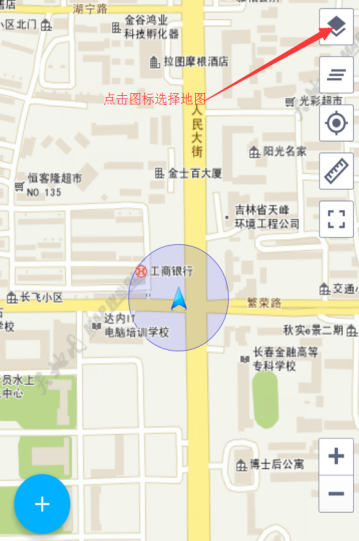 湖宁路
小区北门
金谷鸿业
科技孵化器
拉图摩根酒店
点击图标选择地图
光彩超市
人民大街
阳光名家
恒客隆超市
NO 135
金士百大厦
吉林省天峰
环境工程公司
工商银行
长飞小区
繁荣路
交通小
学校
达内IT
电脑培训学校
秋实e景二期
长春金融高等
专科学校
员水上
中心
博士后公寓
+
+
−